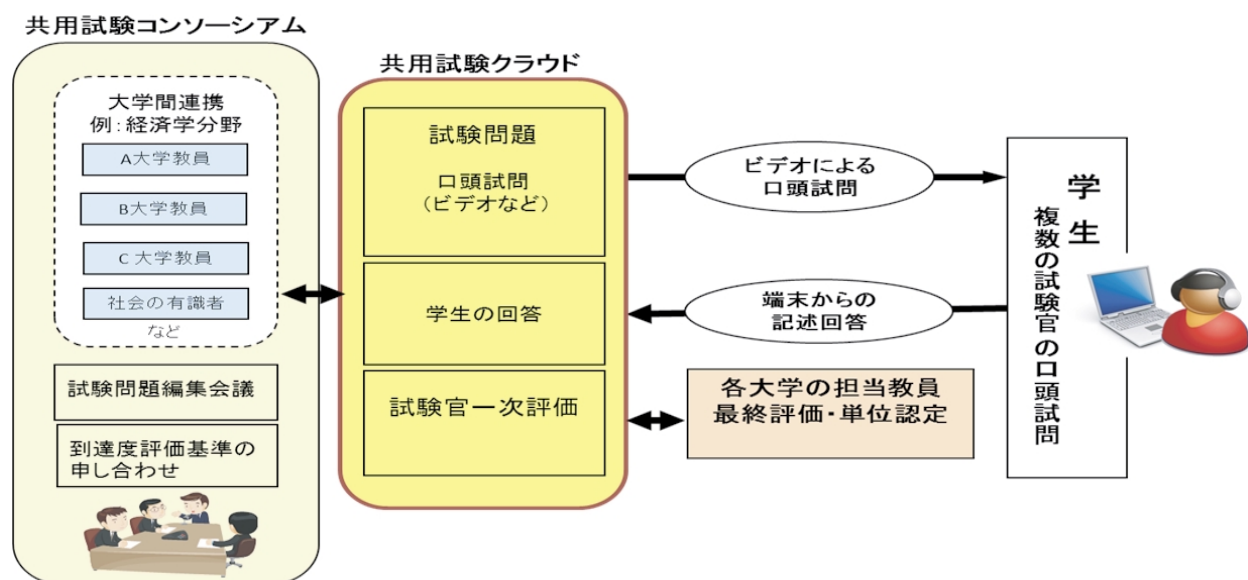 共用試験コンソーシアム
大学間連携
例：経済学分野
A大学教員
B大学教員
C 大学教員
社会の有識者
など
試験問題編集会議
到達度評価基準の
申し合わせ
共用試験クラウド
試験問題
口頭試問
（ビデオなど）
学生の回答
試験官一次評価
ビデオによる
口頭試問
端末からの
記述回答
各大学の担当教員
最終評価・単位認定
学生
複数の試験官の口頭試問